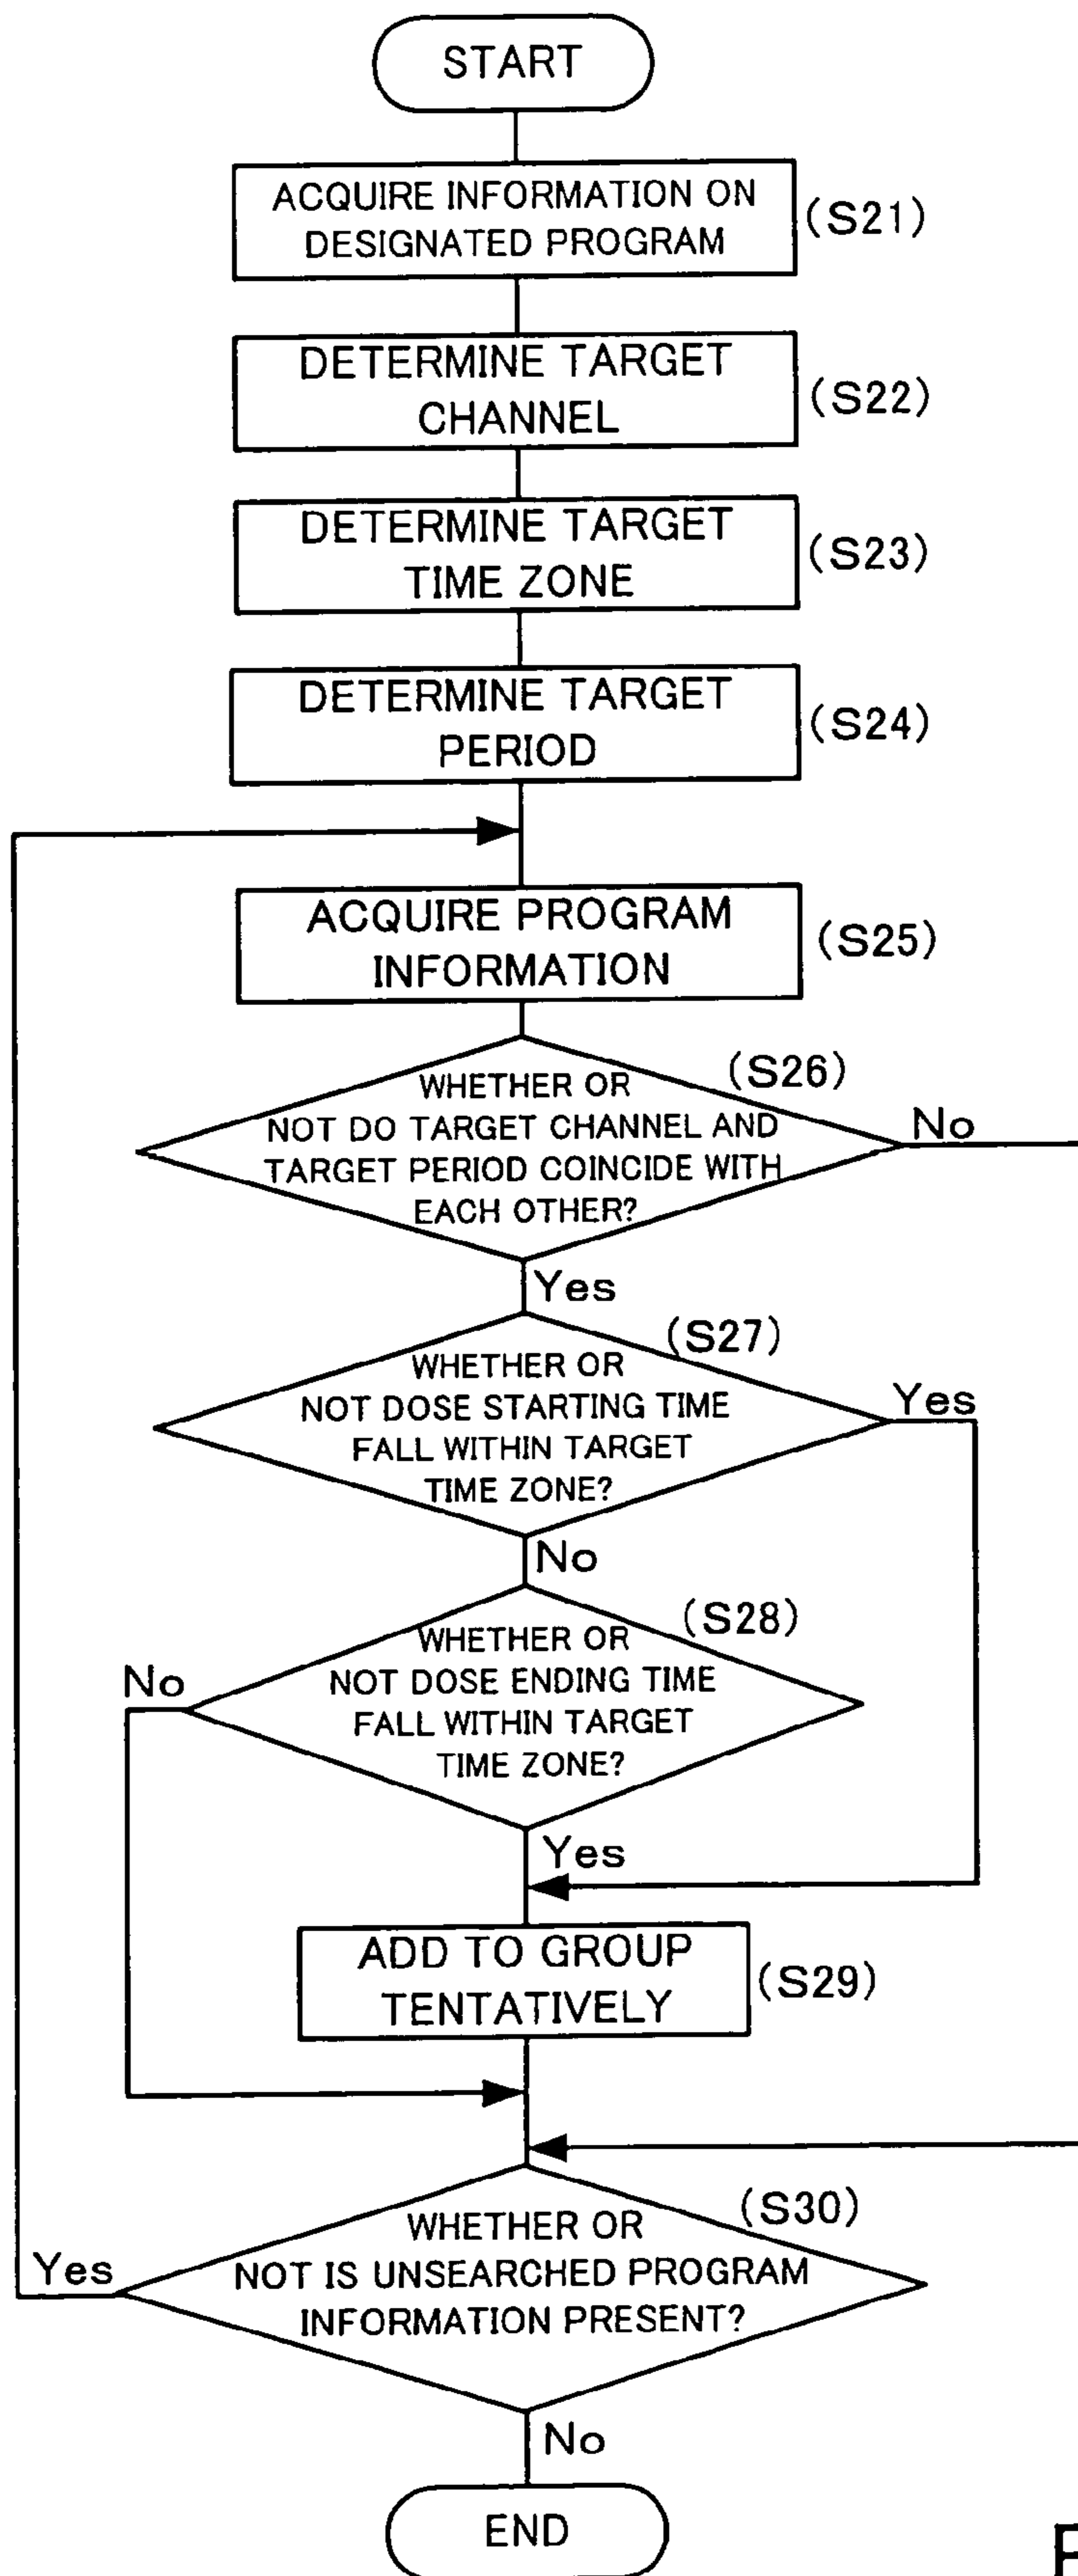 START
ACQUIRE INFORMATION ON
DESIGNATED PROGRAM
(S21)
DETERMINE TARGET
CHANNEL
(S22)
DETERMINE TARGET
TIME ZONE
(S23)
DETERMINE TARGET
PERIOD
(S24)
ACQUIRE PROGRAM
INFORMATION
(S25)
(S26)
WHETHER OR
NOT DO TARGET CHANNEL AND
TARGET PERIOD COINCIDE WITH
EACH OTHER?
No
Yes
(S27)
WHETHER OR
NOT DOSE STARTING TIME
FALL WITHIN TARGET
TIME ZONE?
Yes
No
(S28)
WHETHER OR
NOT DOSE ENDING TIME
FALL WITHIN TARGET
TIME ZONE?
No
Yes
ADD TO GROUP
TENTATIVELY
(S29)
(S30)
WHETHER OR
NOT IS UNSEARCHED PROGRAM
INFORMATION PRESENT?
Yes
No
END